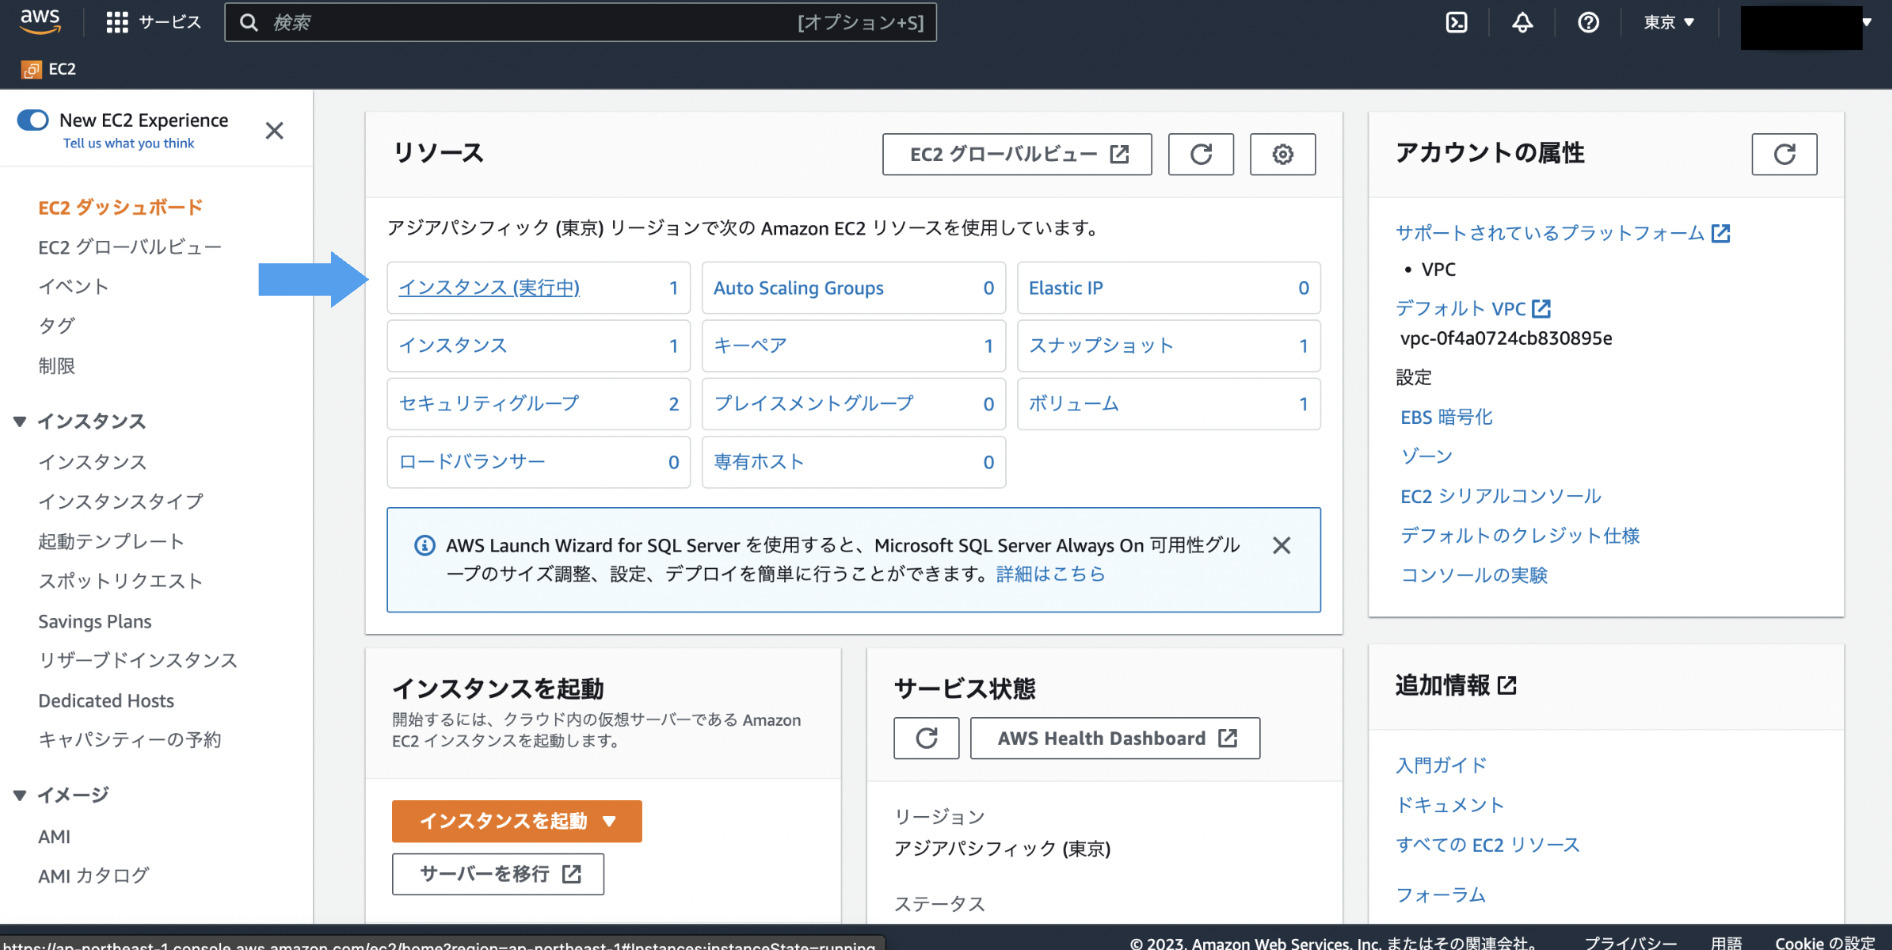 aws
サービス
検索
[オプション+S]
東京
EC2
New EC2 Experience
Tell us what you think
EC2 ダッシュボード
EC2 グローバルビュー
イベント
タグ
制限
インスタンス
インスタンス
インスタンスタイプ
起動テンプレート
スポットリクエスト
Savings Plans
リザーブドインスタンス
Dedicated Hosts
キャパシティーの予約
イメージ
AMI
AMI カタログ
リソース
EC2 グローバルビュー
アジアパシフィック (東京) リージョンで次の Amazon EC2 リソースを使用しています。
インスタンス (実行中) 1
Auto Scaling Groups 0
Elastic IP 0
インスタンス 1
キーペア 1
スナップショット 1
セキュリティグループ 2
プレイスメントグループ 0
ボリューム 1
ロードバランサー 0
専有ホスト 0
AWS Launch Wizard for SQL Server を使用すると、Microsoft SQL Server Always On 可用性グル
ープのサイズ調整、設定、デプロイを簡単に行うことができます。詳細はこちら
インスタンスを起動
開始するには、クラウド内の仮想サーバーである Amazon
EC2 インスタンスを起動します。
インスタンスを起動
サーバーを移行
サービス状態
AWS Health Dashboard
リージョン
アジアパシフィック (東京)
ステータス
アカウントの属性
サポートされているプラットフォーム
• VPC
デフォルト VPC
vpc-0f4a0724cb830895e
設定
EBS 暗号化
ゾーン
EC2 シリアルコンソール
デフォルトのクレジット仕様
コンソールの実験
追加情報
入門ガイド
ドキュメント
すべての EC2 リソース
フォーラム
https://ap-northeast-1.console.aws.amazon.com/ec2/home?region=ap-northeast-1#Instances:instanceState=running
© 2023, Amazon Web Services, Inc. またはその関連会社。
プライバシー
用語
Cookie の設定